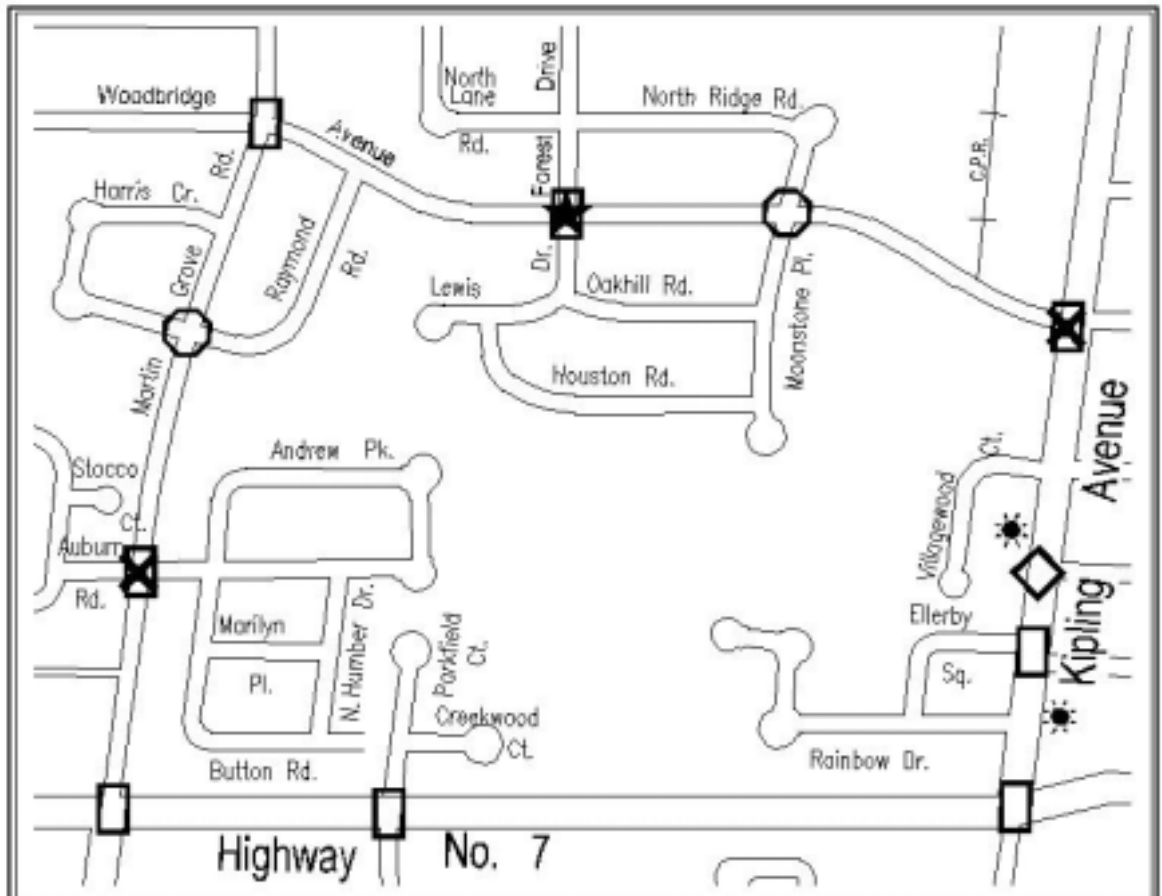 Woodbridge
Avenue
North
Lane
Rd.
Forest Drive
North Ridge Rd.
C.P.R.
Harris Cr.
Martin Grove Rd.
Raymond
Rd.
Lewis
Dr.
Oakhill Rd.
Moonstone Pl.
Houston Rd.
Stocco
Ct.
Andrew Pk.
Auburn
Rd.
Marilyn
Pl.
N. Humber Dr.
Parkfield
Ct.
Creekwood
Ct.
Button Rd.
Villagewood
Ct.
Ellerby
Sq.
Rainbow Dr.
Kipling Avenue
Highway No. 7